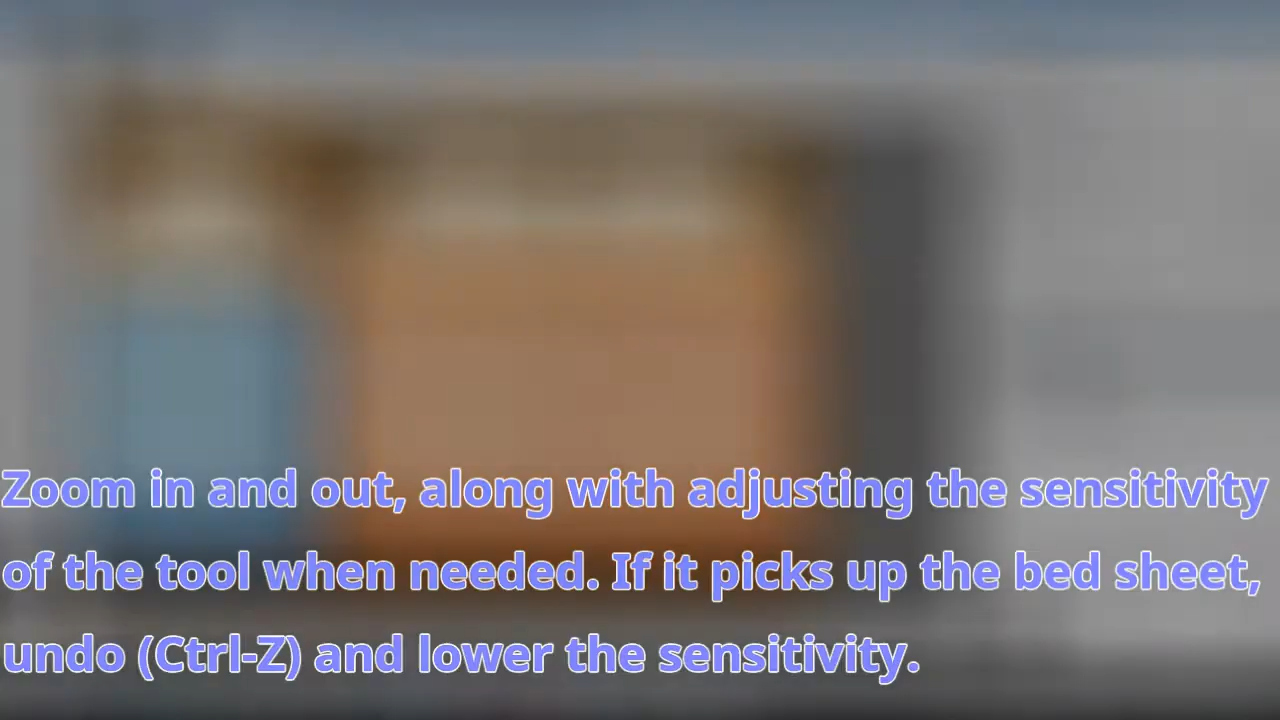 Zoom in and out, along with adjusting the sensitivity
of the tool when needed. If it picks up the bed sheet,
undo (Ctrl-Z) and lower the sensitivity.